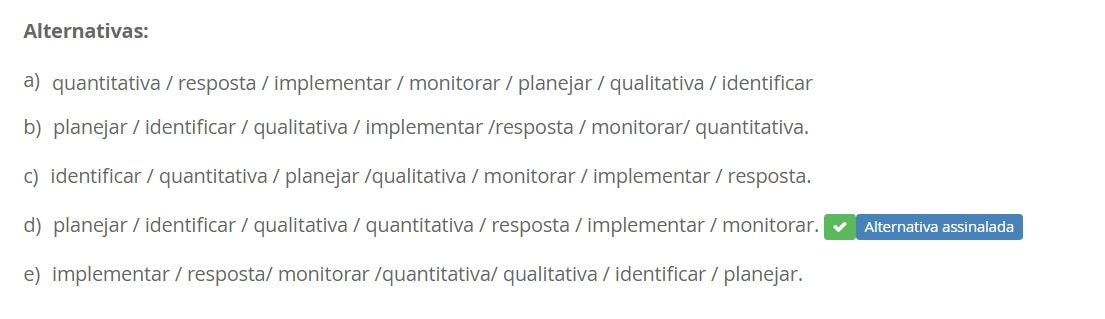 Alternativas:
a) quantitativa / resposta / implementar / monitorar / planejar / qualitativa / identificar
b) planejar / identificar / qualitativa / implementar /resposta / monitorar/ quantitativa.
c) identificar / quantitativa / planejar /qualitativa / monitorar / implementar / resposta.
d) planejar / identificar / qualitativa / quantitativa / resposta / implementar / monitorar. Alternativa assinalada
e) implementar / resposta/ monitorar /quantitativa/ qualitativa / identificar / planejar.